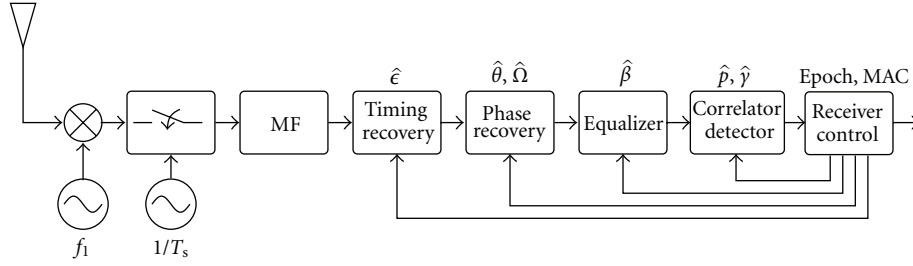 ε̂
θ̂, Ω̂
β̂
p̂, γ̂
Epoch, MAC
MF
Timing
recovery
Phase
recovery
Equalizer
Correlator
detector
Receiver
control
f₁
1/Tₛ